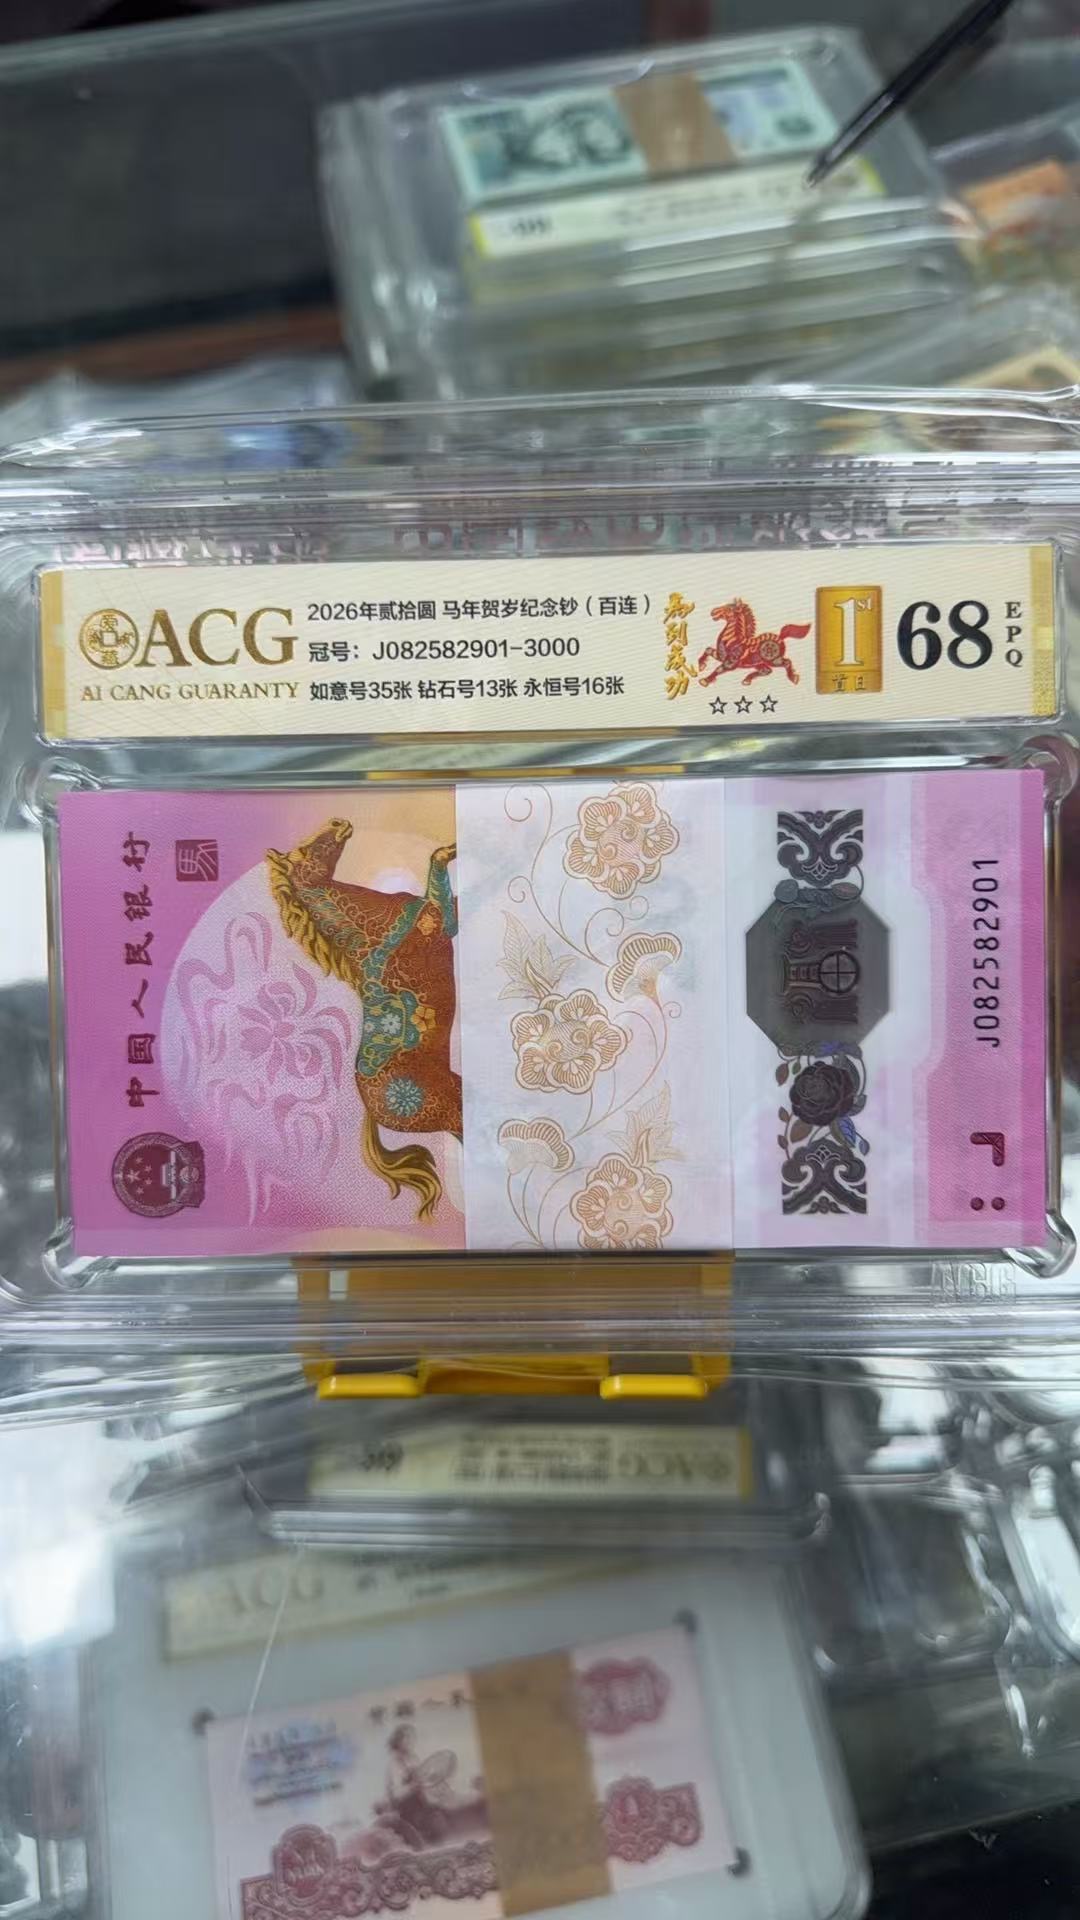 ACG
AI CANG GUARANTY
2026年贰拾圆 马年贺岁纪念钞（百连）
冠号：J082582901-3000
如意号35张 钻石号13张 永恒号16张
马到成功
☆☆☆
1st
首日
68
EPQ
中国人民银行
馬
J082582901
ACG